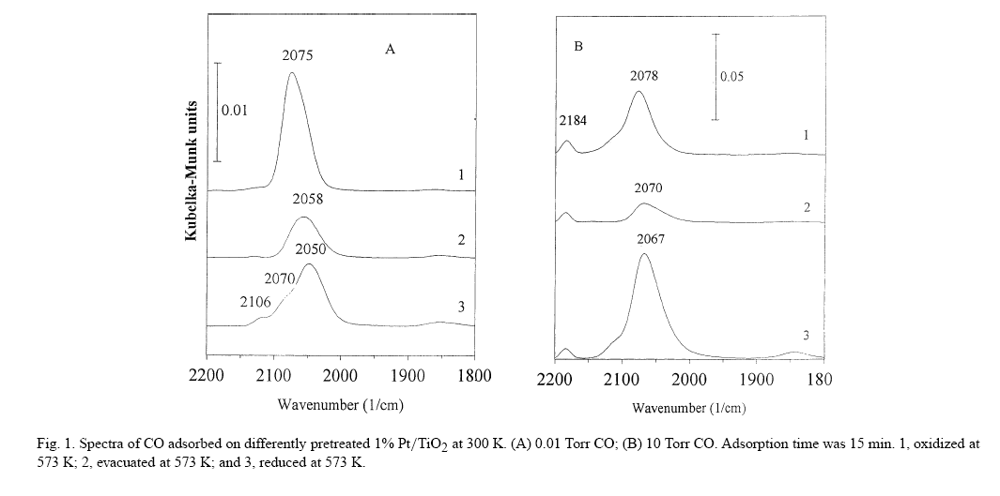 Kubelka-Munk units
A
2075
0.01
1
2058
2
2050
2070
2106
3
2200 2100 2000 1900 1800
Wavenumber (1/cm)
B
0.05
2078
2184
1
2070
2
2067
3
2200 2100 2000 1900 180
Wavenumber (1/cm)
Fig. 1. Spectra of CO adsorbed on differently pretreated 1% Pt/TiO2 at 300 K. (A) 0.01 Torr CO; (B) 10 Torr CO. Adsorption time was 15 min. 1, oxidized at
573 K; 2, evacuated at 573 K; and 3, reduced at 573 K.